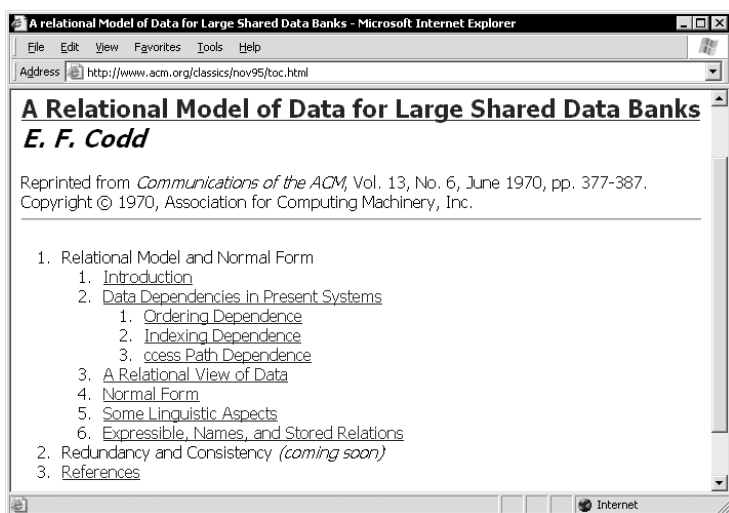 A relational Model of Data for Large Shared Data Banks - Microsoft Internet Explorer
File Edit View Favorites Tools Help
Address http://www.acm.org/classics/nov95/toc.html
A Relational Model of Data for Large Shared Data Banks
E. F. Codd
Reprinted from Communications of the ACM, Vol. 13, No. 6, June 1970, pp. 377-387.
Copyright © 1970, Association for Computing Machinery, Inc.
1. Relational Model and Normal Form
1. Introduction
2. Data Dependencies in Present Systems
1. Ordering Dependence
2. Indexing Dependence
3. ccess Path Dependence
3. A Relational View of Data
4. Normal Form
5. Some Linguistic Aspects
6. Expressible, Names, and Stored Relations
2. Redundancy and Consistency (coming soon)
3. References
Internet